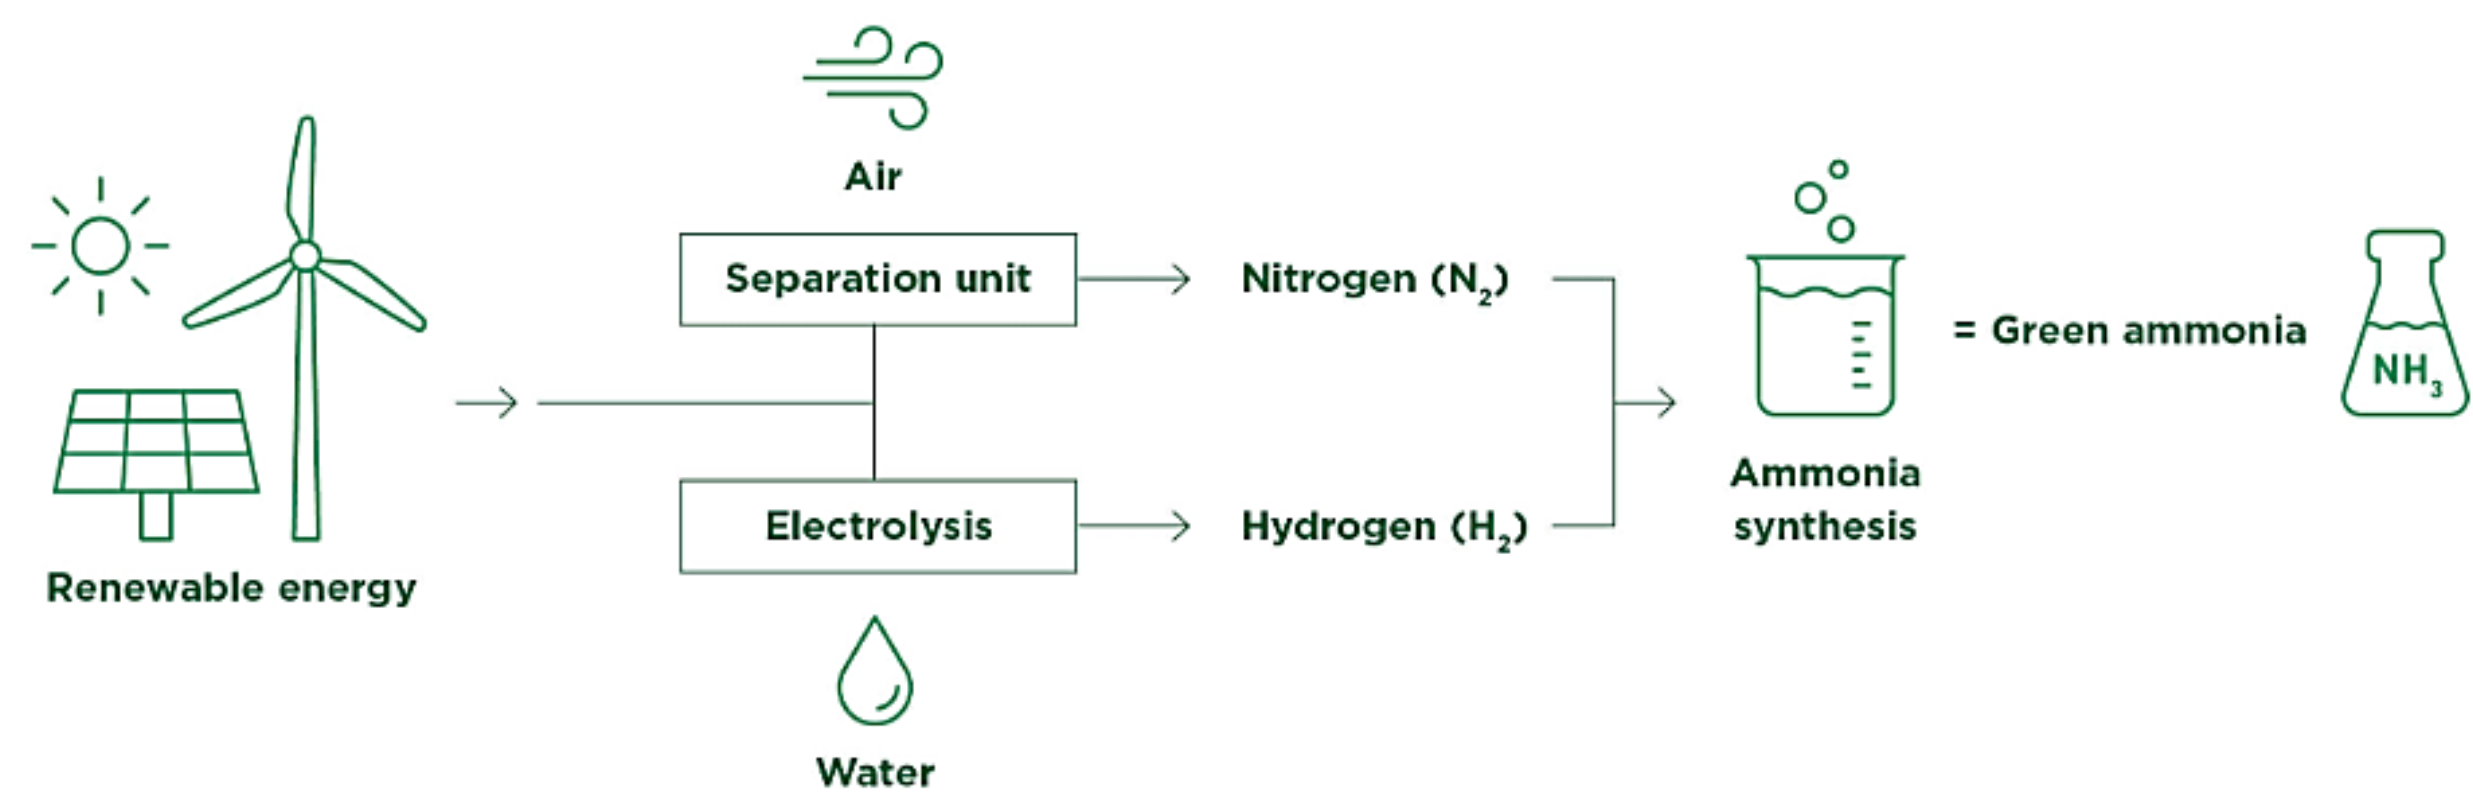 Air
Separation unit
Nitrogen (N₂)
= Green ammonia
NH₃
Ammonia
synthesis
Electrolysis
Hydrogen (H₂)
Renewable energy
Water